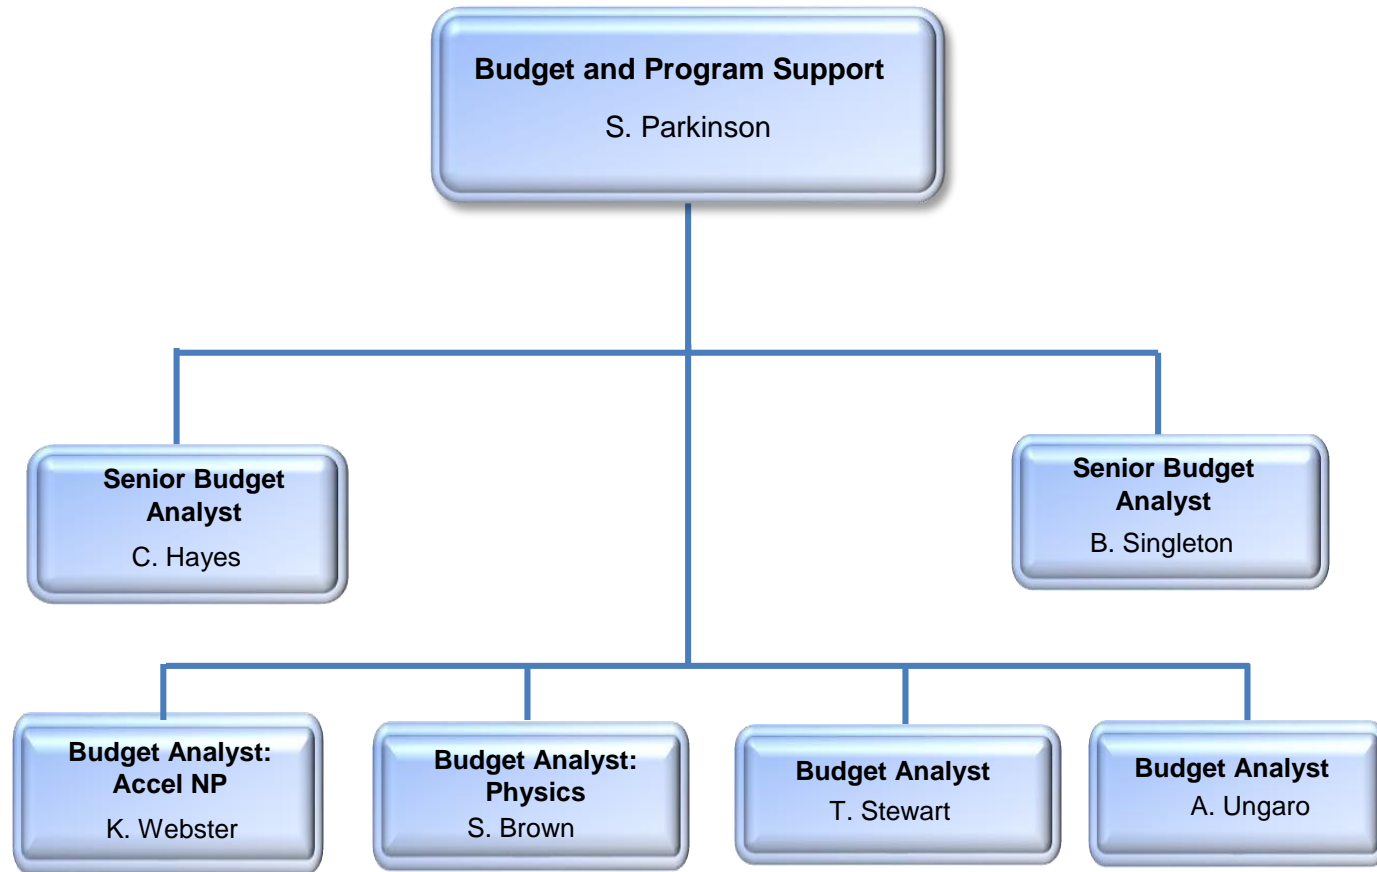 Budget and Program Support
S. Parkinson
Senior Budget
Analyst
C. Hayes
Senior Budget
Analyst
B. Singleton
Budget Analyst:
Accel NP
K. Webster
Budget Analyst:
Physics
S. Brown
Budget Analyst
T. Stewart
Budget Analyst
A. Ungaro